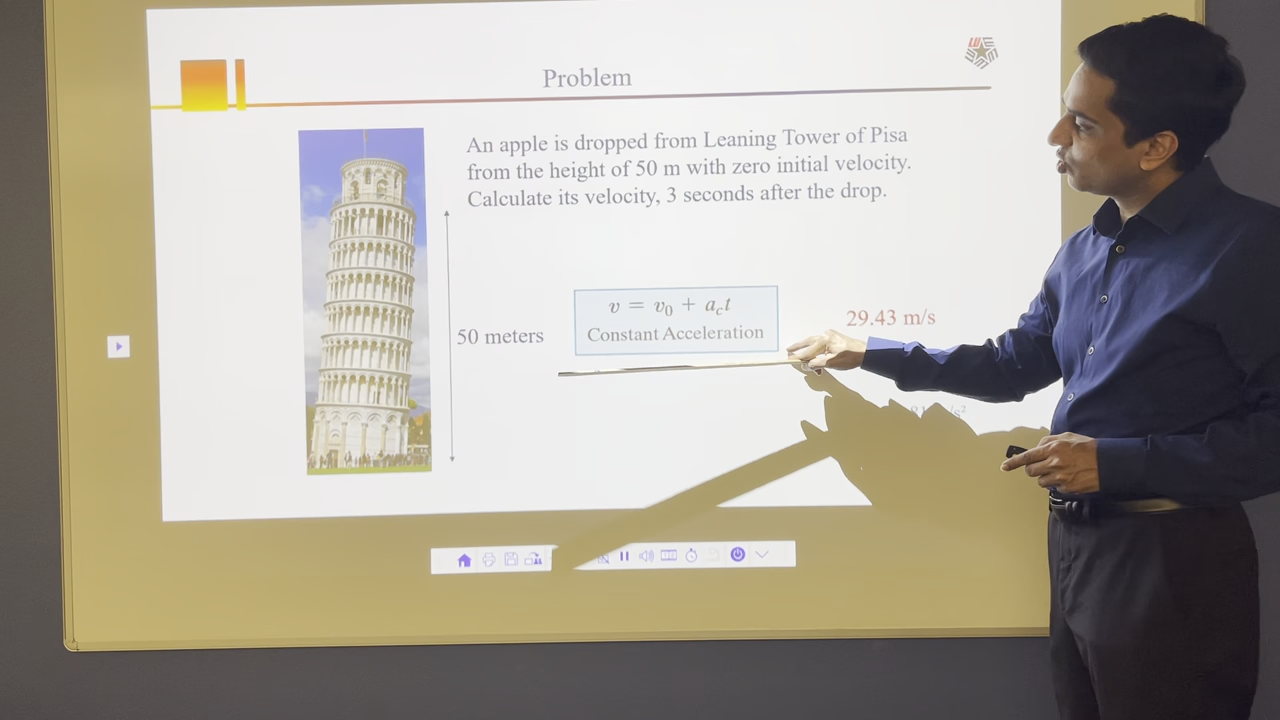 Problem
An apple is dropped from Leaning Tower of Pisa
from the height of 50 m with zero initial velocity.
Calculate its velocity, 3 seconds after the drop.
v = v₀ + a_c t
Constant Acceleration
29.43 m/s
50 meters